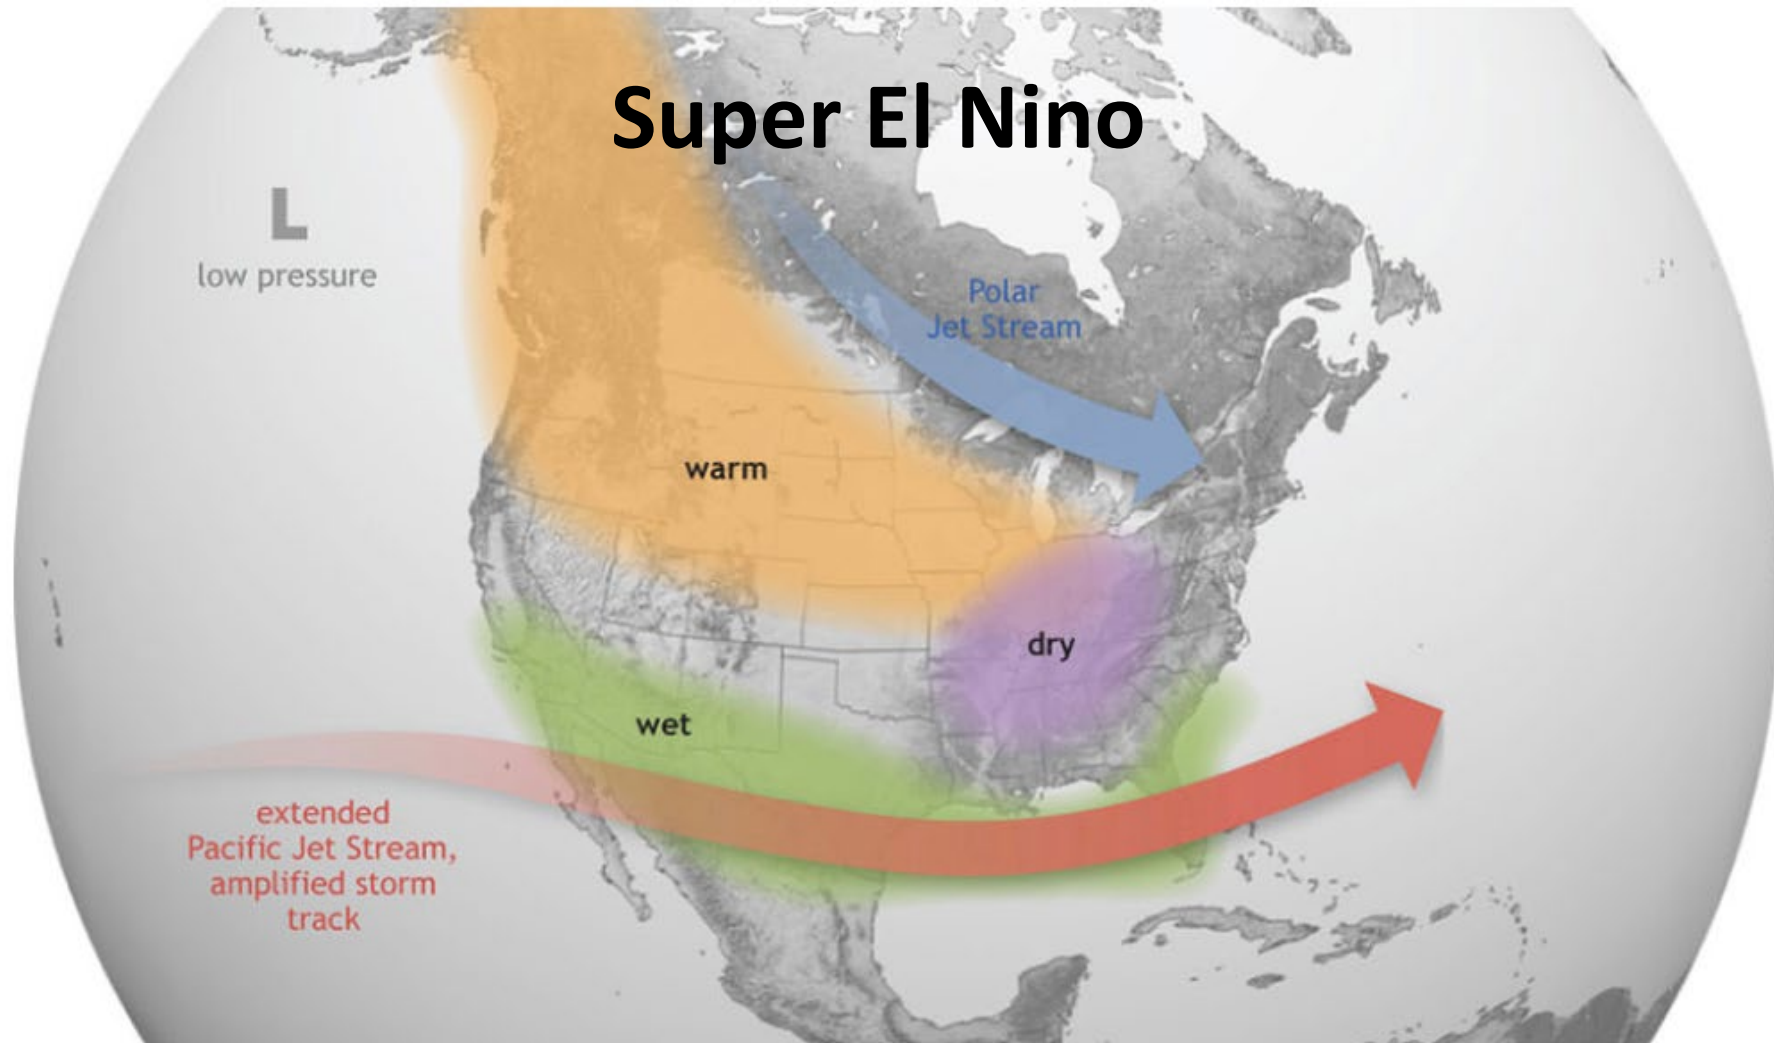 Super El Nino
L
low pressure
Polar
Jet Stream
warm
dry
wet
extended
Pacific Jet Stream,
amplified storm
track